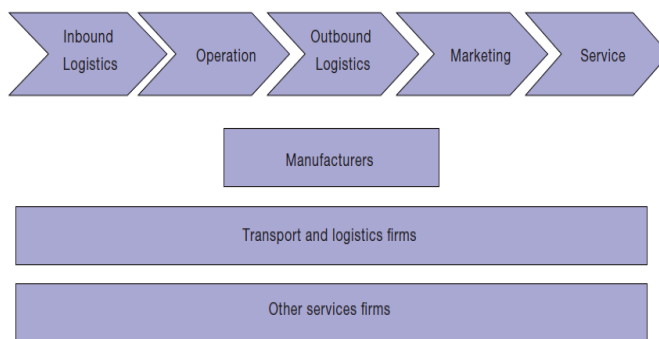 Inbound
Logistics
Operation
Outbound
Logistics
Marketing
Service
Manufacturers
Transport and logistics firms
Other services firms